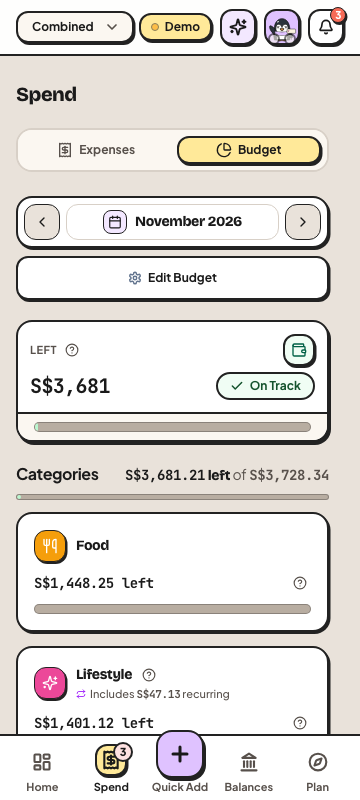 Combined
Demo
3
Spend
Expenses
Budget
November 2026
Edit Budget
LEFT
S$3,681
On Track
Categories S$3,681.21 left of S$3,728.34
Food
S$1,448.25 left
Lifestyle
Includes S$47.13 recurring
S$1,401.12 left
3
Home
Spend
Quick Add
Balances
Plan